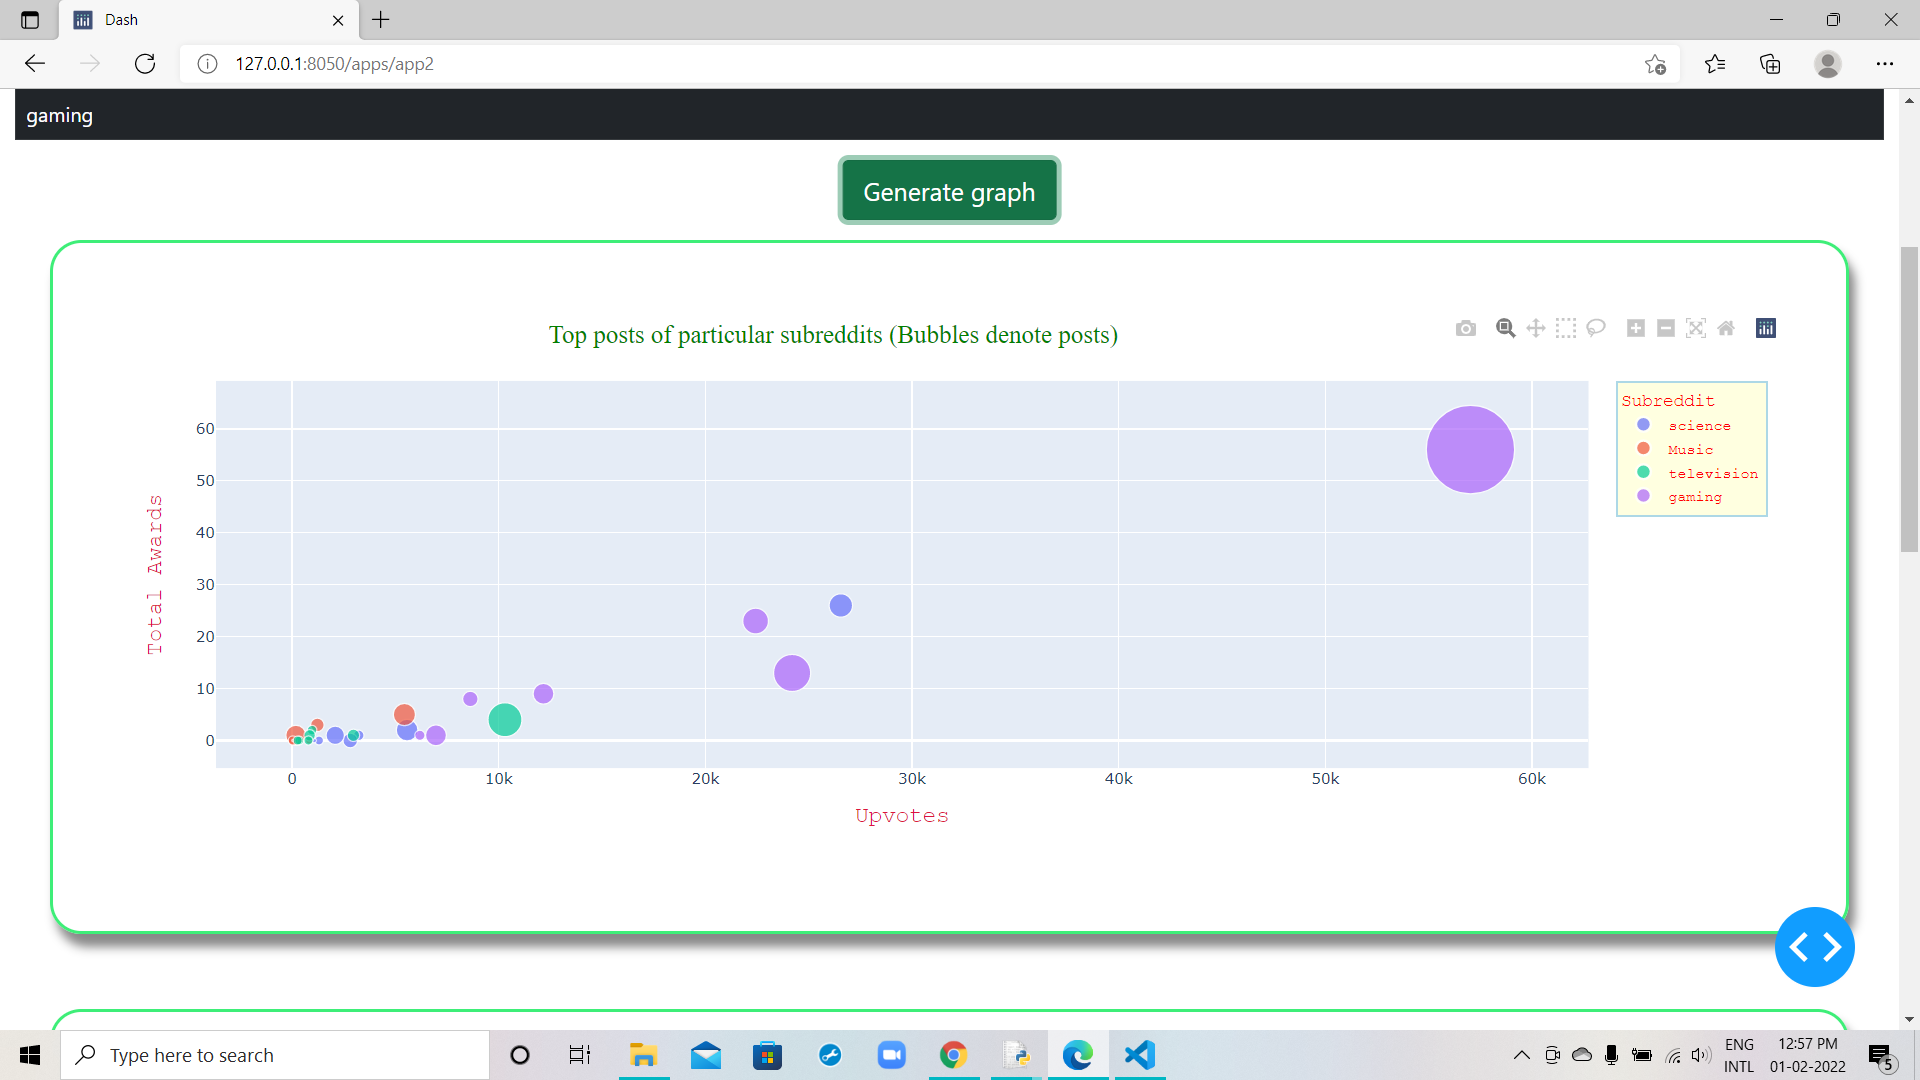 Dash
127.0.0.1:8050/apps/app2
gaming
Generate graph
Top posts of particular subreddits (Bubbles denote posts)
Subreddit
science
Music
television
gaming
Total Awards
60
50
40
30
20
10
0
0 10k 20k 30k 40k 50k 60k
Upvotes
Type here to search
ENG
INTL
12:57 PM
01-02-2022
5